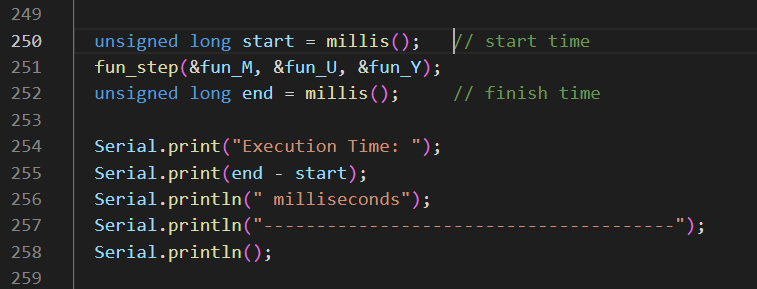 249
250 unsigned long start = millis();   // start time
251 fun_step(&fun_M, &fun_U, &fun_Y);
252 unsigned long end = millis();     // finish time
253
254 Serial.print("Execution Time: ");
255 Serial.print(end - start);
256 Serial.println(" milliseconds");
257 Serial.println("---------------------------------------");
258 Serial.println();
259